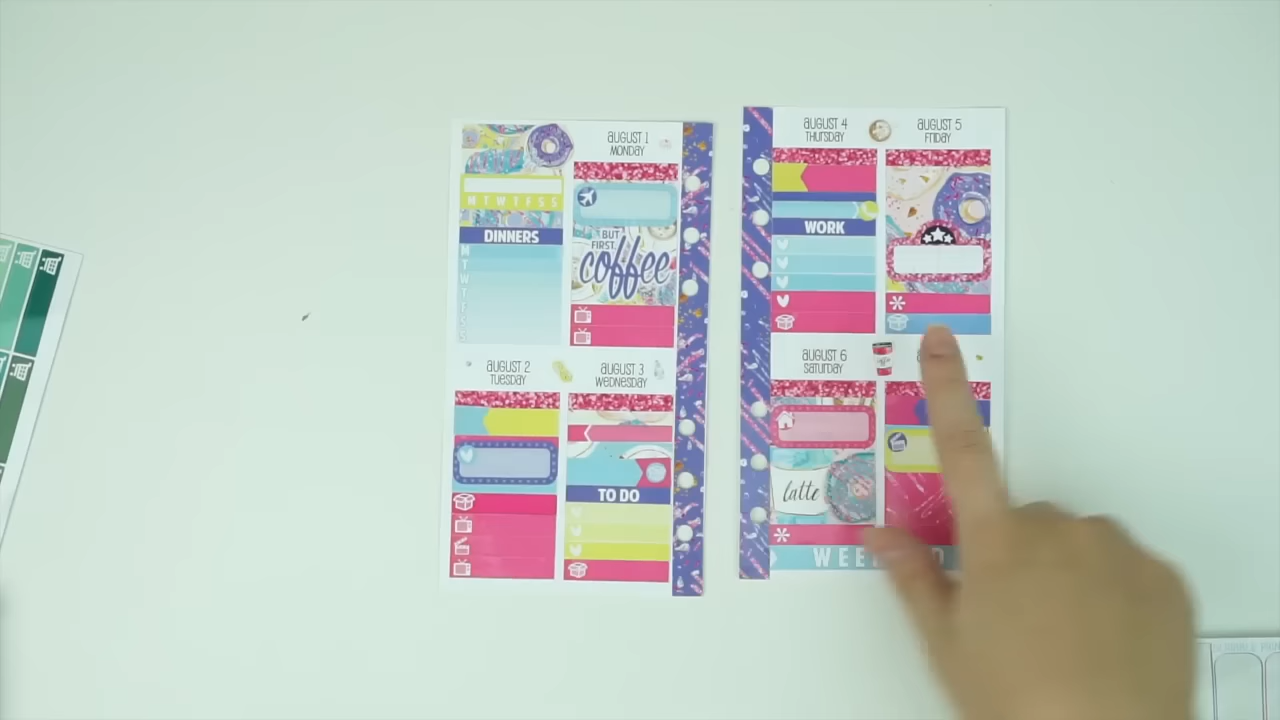 AUGUST 1
MONDAY
M T W T F S S
DINNERS
M
T
W
T
F
S
S
BUT
FIRST,
coffee
AUGUST 2
TUESDAY
AUGUST 3
WEDNESDAY
TO DO
AUGUST 4
THURSDAY
AUGUST 5
FRIDAY
WORK
AUGUST 6
SATURDAY
latte